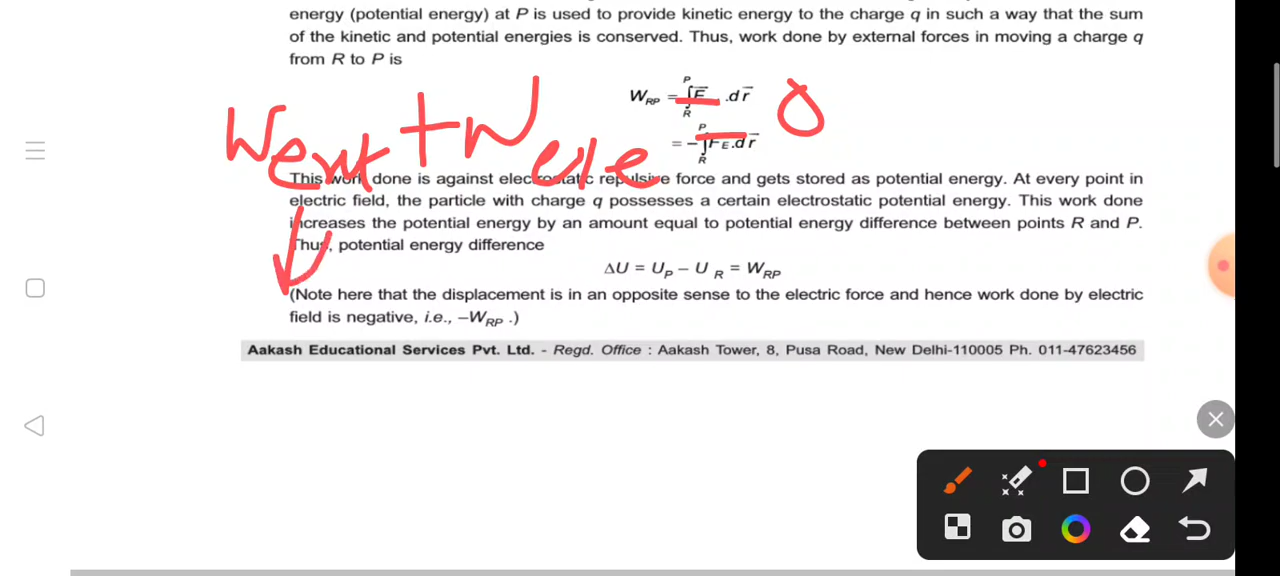 energy (potential energy) at P is used to provide kinetic energy to the charge q in such a way that the sum
of the kinetic and potential energies is conserved. Thus, work done by external forces in moving a charge q
from R to P is
W_RP = ∫_R^P F⃗ .dr⃗
Went + Wele = 0
= -∫_R^P F_E.dr⃗
This work done is against electrostatic repulsive force and gets stored as potential energy. At every point in
electric field, the particle with charge q possesses a certain electrostatic potential energy. This work done
increases the potential energy by an amount equal to potential energy difference between points R and P.
Thus, potential energy difference
ΔU = U_P – U_R = W_RP
(Note here that the displacement is in an opposite sense to the electric force and hence work done by electric
field is negative, i.e., –W_RP .)
Aakash Educational Services Pvt. Ltd. - Regd. Office : Aakash Tower, 8, Pusa Road, New Delhi-110005 Ph. 011-47623456